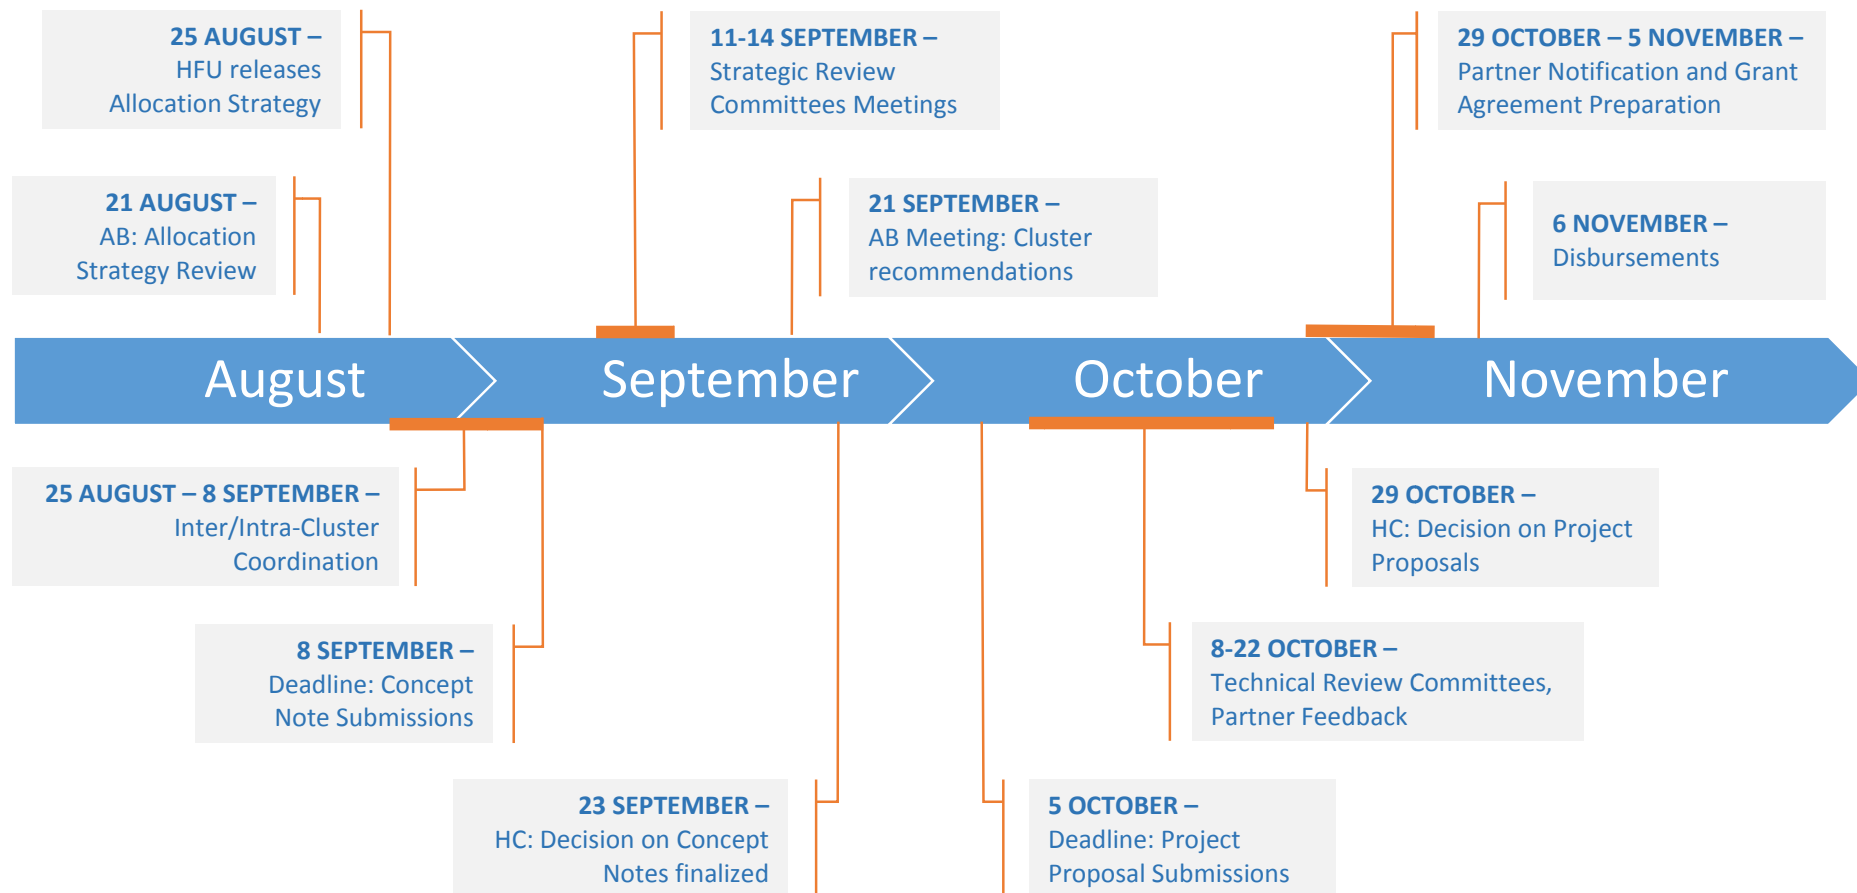 25 AUGUST –
HFU releases
Allocation Strategy
11-14 SEPTEMBER –
Strategic Review
Committees Meetings
29 OCTOBER – 5 NOVEMBER –
Partner Notification and Grant
Agreement Preparation
21 AUGUST –
AB: Allocation
Strategy Review
21 SEPTEMBER –
AB Meeting: Cluster
recommendations
6 NOVEMBER –
Disbursements
August
September
October
November
25 AUGUST – 8 SEPTEMBER –
Inter/Intra-Cluster
Coordination
29 OCTOBER –
HC: Decision on Project
Proposals
8 SEPTEMBER –
Deadline: Concept
Note Submissions
8-22 OCTOBER –
Technical Review Committees,
Partner Feedback
23 SEPTEMBER –
HC: Decision on Concept
Notes finalized
5 OCTOBER –
Deadline: Project
Proposal Submissions